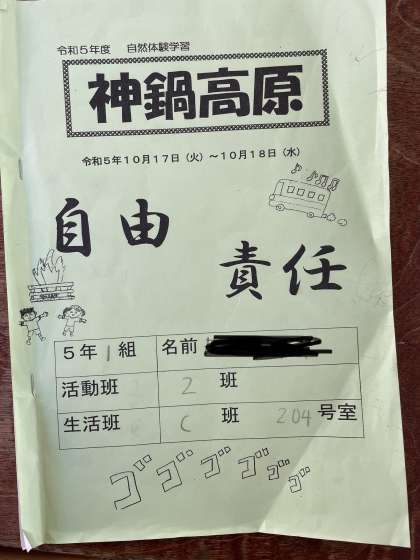 令和5年度 自然体験学習
神鍋高原
令和5年10月17日（火）～10月18日（水）
自由
責任
5年 1 組 名前
活動班 2 班
生活班 C 班 204 号室
ゴゴゴゴゴゴ